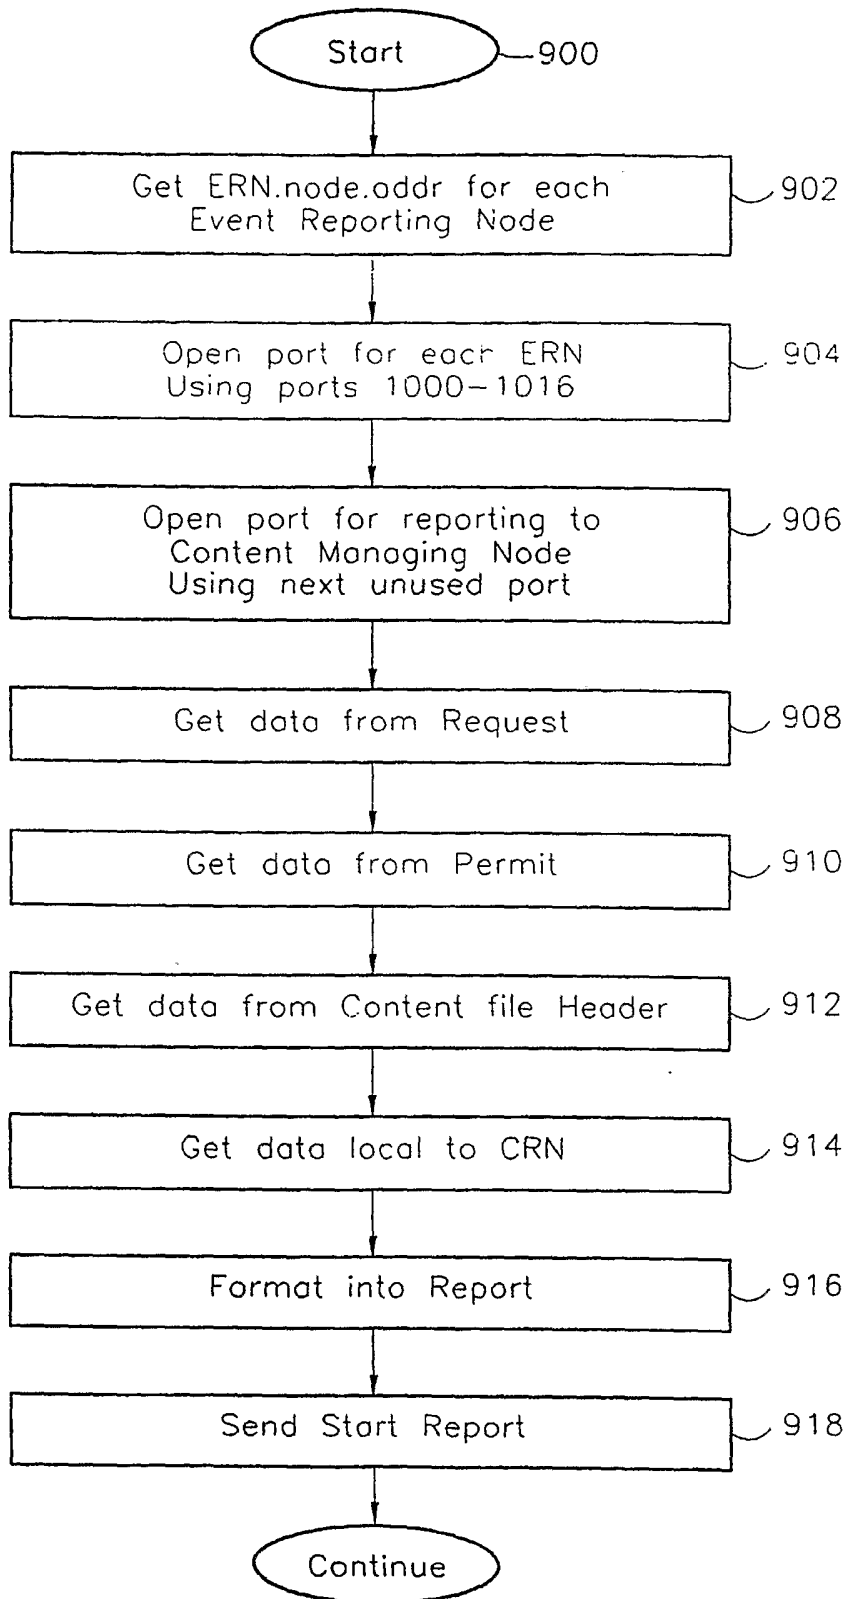 Start
900
Get ERN.node.addr for each
Event Reporting Node
902
Open port for each ERN
Using ports 1000-1016
904
Open port for reporting to
Content Managing Node
Using next unused port
906
Get data from Request
908
Get data from Permit
910
Get data from Content file Header
912
Get data local to CRN
914
Format into Report
916
Send Start Report
918
Continue